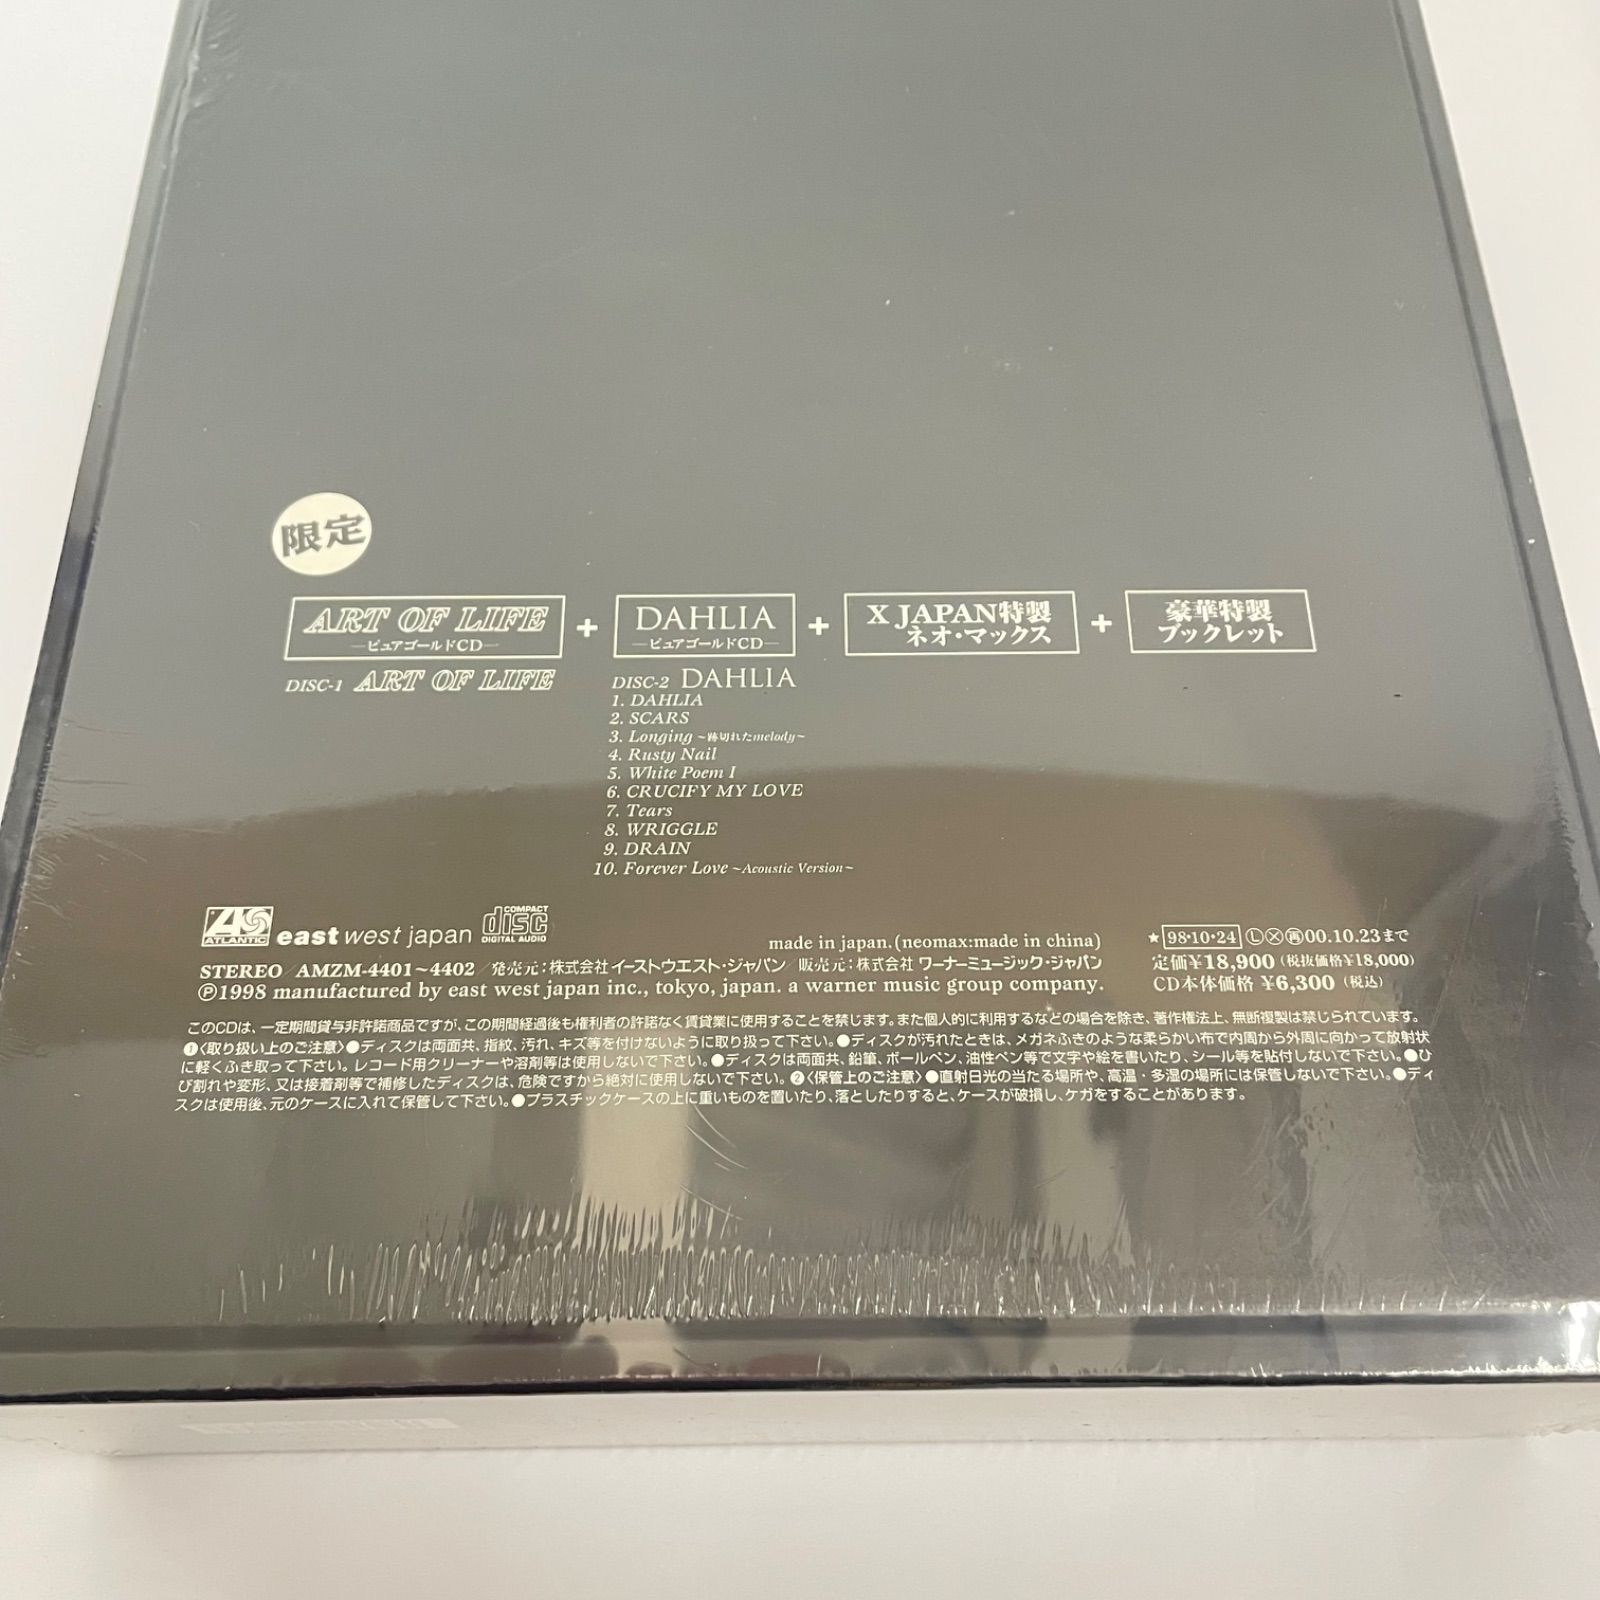 限定
ART OF LIFE
—ピュアゴールドCD—
+
DAHLIA
—ピュアゴールドCD—
+
X JAPAN特製
ネオ・マックス
+
豪華特製
ブックレット
DISC-1 ART OF LIFE
DISC-2 DAHLIA
1. DAHLIA
2. SCARS
3. Longing ~跡切れたmelody~
4. Rusty Nail
5. White Poem I
6. CRUCIFY MY LOVE
7. Tears
8. WRIGGLE
9. DRAIN
10. Forever Love ~Acoustic Version~
ATLANTIC
east west japan
COMPACT
disc
DIGITAL AUDIO
made in japan.(neomax:made in china)
STEREO/AMZM-4401~4402/発売元:株式会社イーストウエスト・ジャパン/販売元:株式会社 ワーナーミュージック・ジャパン
Ⓟ1998 manufactured by east west japan inc., tokyo, japan. a warner music group company.
★98・10・24ⓁⓍ㊢00.10.23まで
定価¥18,900(税抜価格¥18,000)
CD本体価格 ¥6,300(税込)
このCDは、一定期間貸与非許諾商品ですが、この期間経過後も権利者の許諾なく賃貸業に使用することを禁じます。また個人的に利用するなどの場合を除き、著作権法上、無断複製は禁じられています。
❶〈取り扱い上のご注意〉●ディスクは両面共、指紋、汚れ、キズ等を付けないように取り扱って下さい。●ディスクが汚れたときは、メガネふきのような柔らかい布で内周から外周に向かって放射状
に軽くふき取って下さい。レコード用クリーナーや溶剤等は使用しないで下さい。●ディスクは両面共、鉛筆、ボールペン、油性ペン等で文字や絵を書いたり、シール等を貼付しないで下さい。●ひ
び割れや変形、又は接着剤等で補修したディスクは、危険ですから絶対に使用しないで下さい。❷〈保管上のご注意〉●直射日光の当たる場所や、高温・多湿の場所には保管しないで下さい。●ディ
スクは使用後、元のケースに入れて保管して下さい。●プラスチックケースの上に重いものを置いたり、落としたりすると、ケースが破損し、ケガをすることがあります。